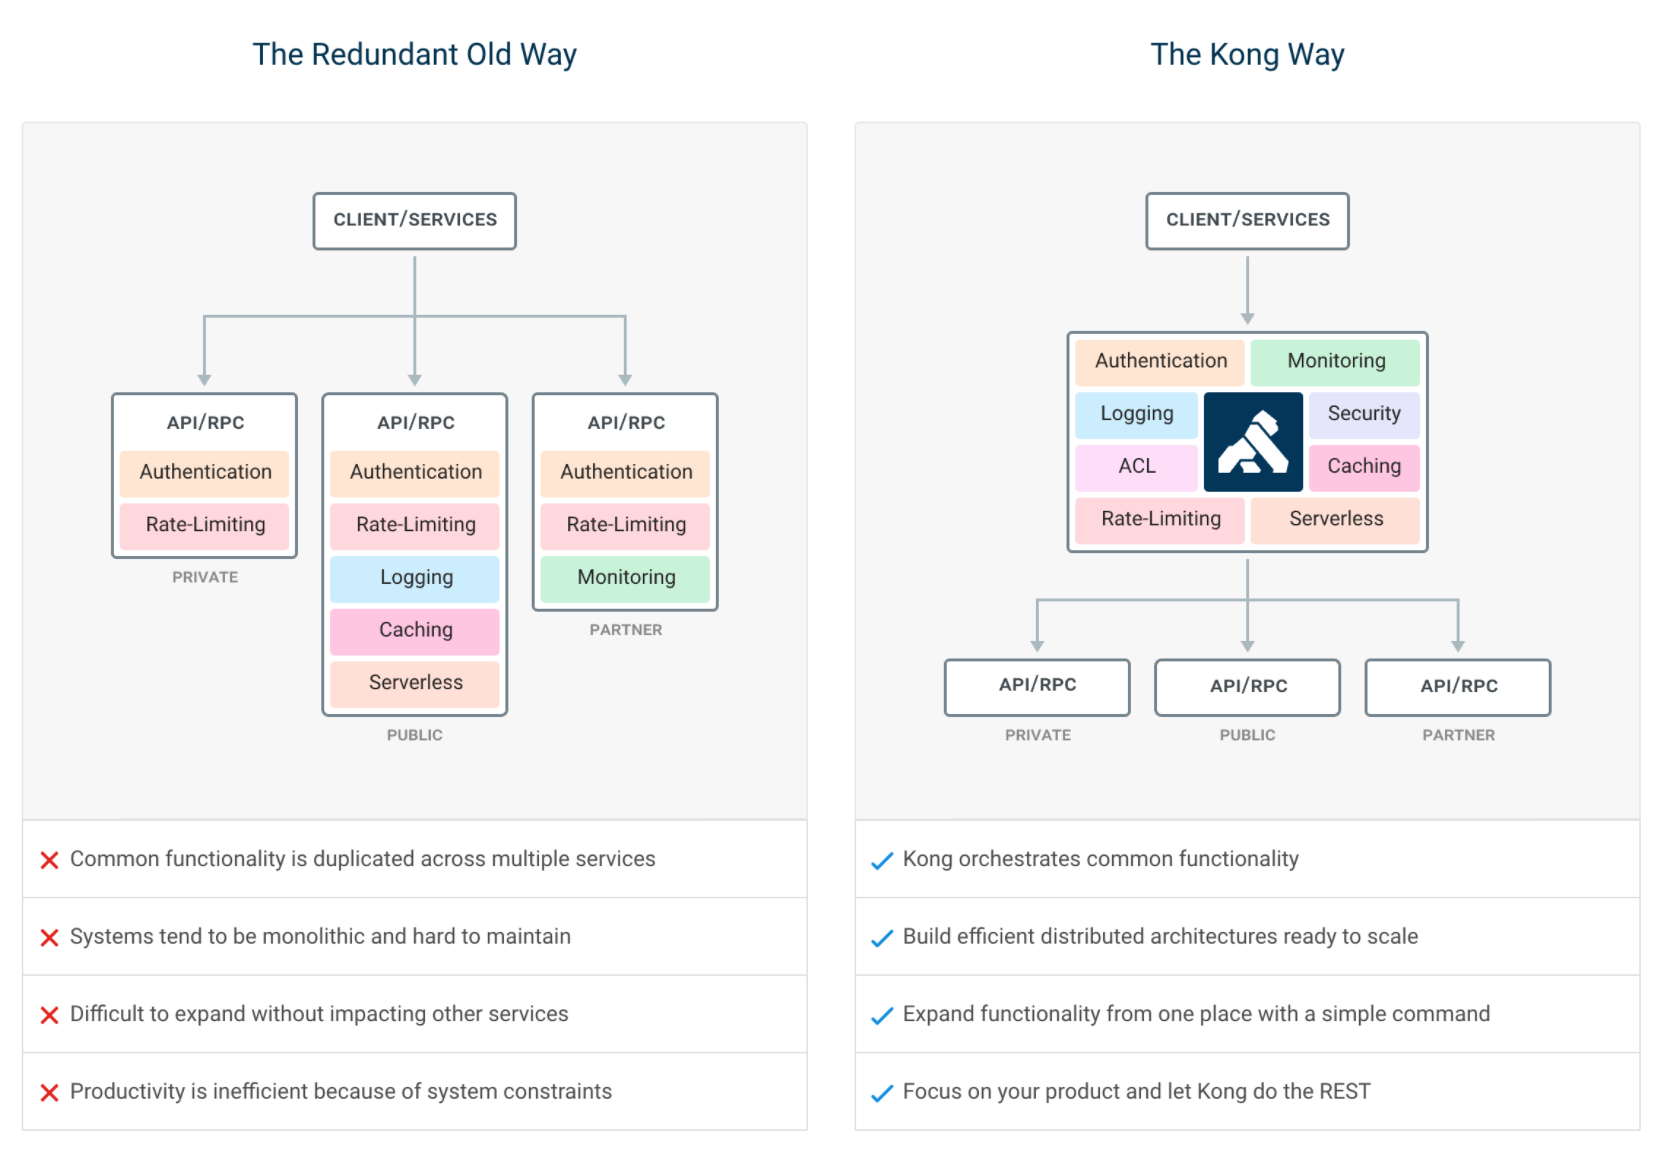 The Redundant Old Way
CLIENT/SERVICES
API/RPC
Authentication
Rate-Limiting
PRIVATE
API/RPC
Authentication
Rate-Limiting
Logging
Caching
Serverless
PUBLIC
API/RPC
Authentication
Rate-Limiting
Monitoring
PARTNER
Common functionality is duplicated across multiple services
Systems tend to be monolithic and hard to maintain
Difficult to expand without impacting other services
Productivity is inefficient because of system constraints
The Kong Way
CLIENT/SERVICES
Authentication
Monitoring
Logging
Security
ACL
Caching
Rate-Limiting
Serverless
API/RPC
PRIVATE
API/RPC
PUBLIC
API/RPC
PARTNER
Kong orchestrates common functionality
Build efficient distributed architectures ready to scale
Expand functionality from one place with a simple command
Focus on your product and let Kong do the REST